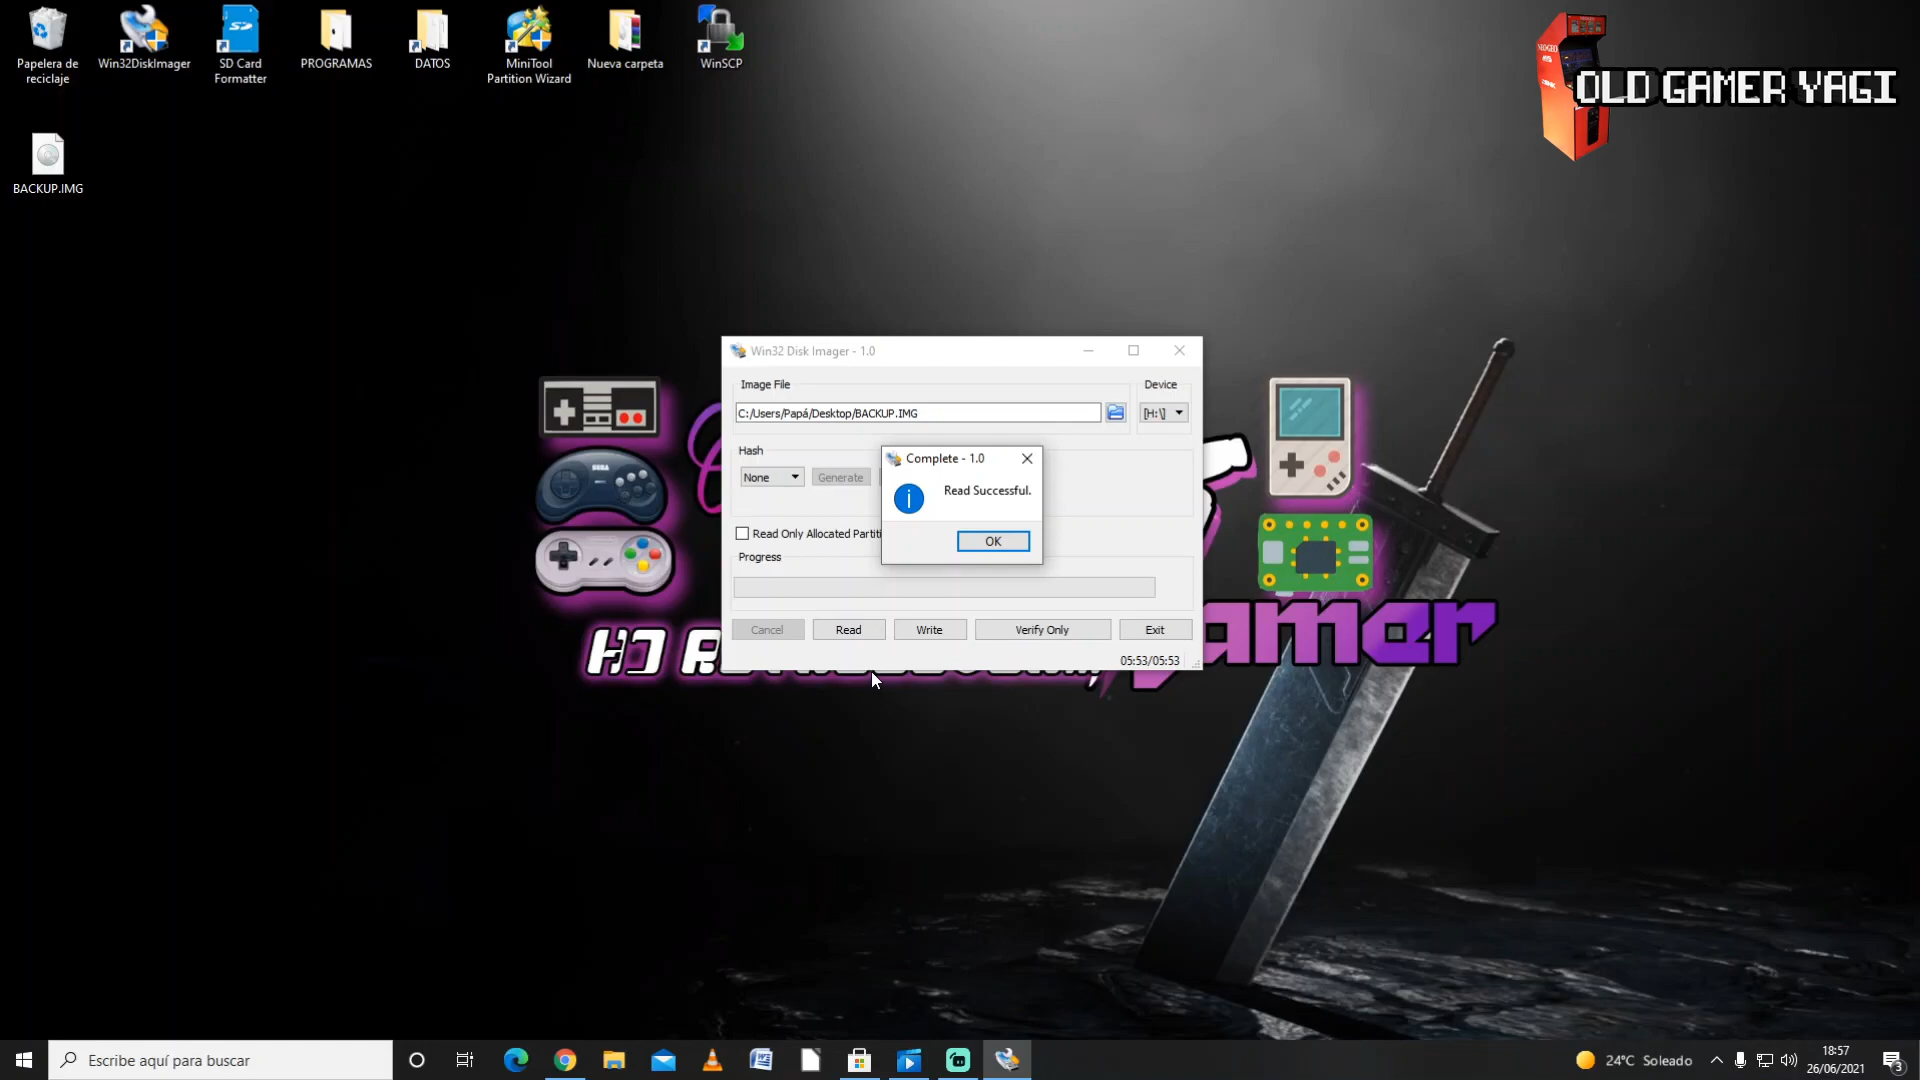 Papelera de
reciclaje
Win32DiskImager
SD Card
Formatter
PROGRAMAS
DATOS
MiniTool
Partition Wizard
Nueva carpeta
WinSCP
BACKUP.IMG
OLD GAMER YAGI
Win32 Disk Imager - 1.0
Image File
Device
C:/Users/Papá/Desktop/BACKUP.IMG
[H:\]
Hash
None
Generate
Complete - 1.0
Read Successful.
OK
Read Only Allocated Partiti
Progress
Cancel
Read
Write
Verify Only
Exit
05:53/05:53
SEGA
Escribe aquí para buscar
24°C Soleado
18:57
26/06/2021
3